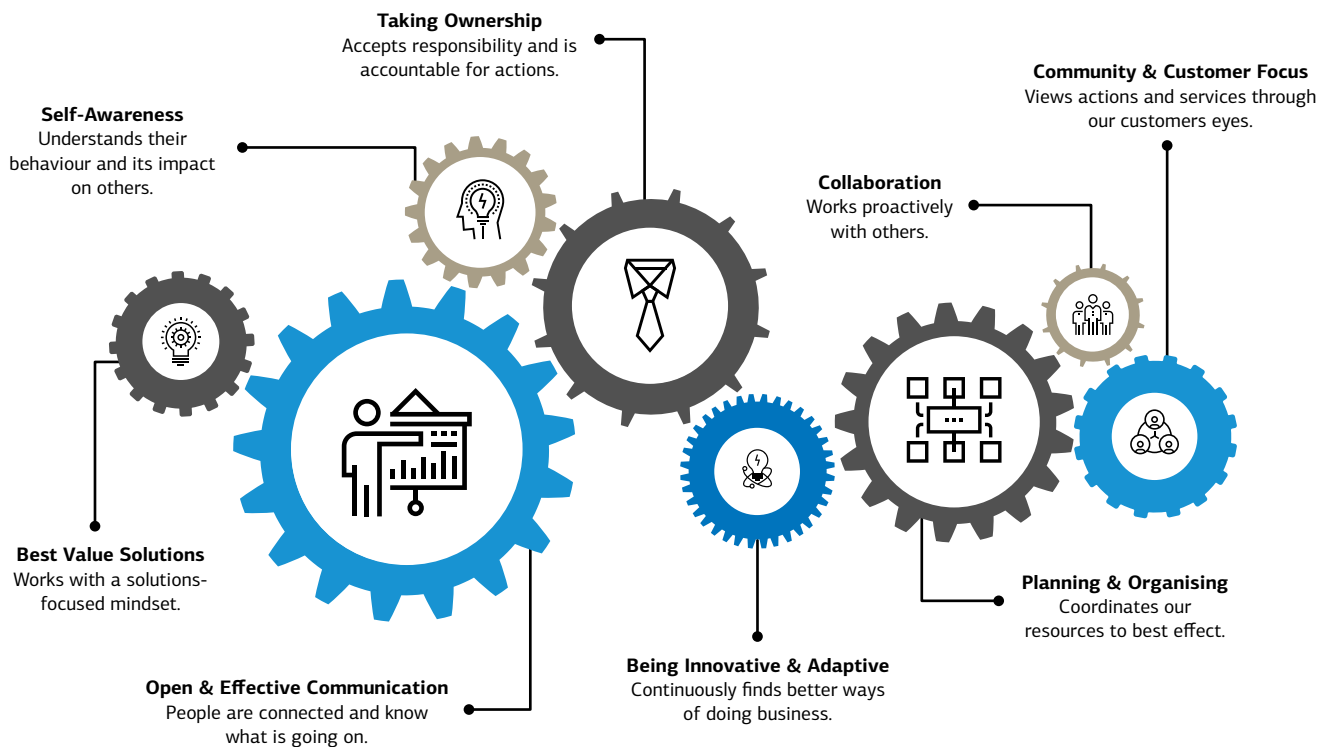 Taking Ownership
Accepts responsibility and is
accountable for actions.
Community & Customer Focus
Views actions and services through
our customers eyes.
Self-Awareness
Understands their
behaviour and its impact
on others.
Collaboration
Works proactively
with others.
Best Value Solutions
Works with a solutions-
focused mindset.
Planning & Organising
Coordinates our
resources to best effect.
Being Innovative & Adaptive
Continuously finds better ways
of doing business.
Open & Effective Communication
People are connected and know
what is going on.